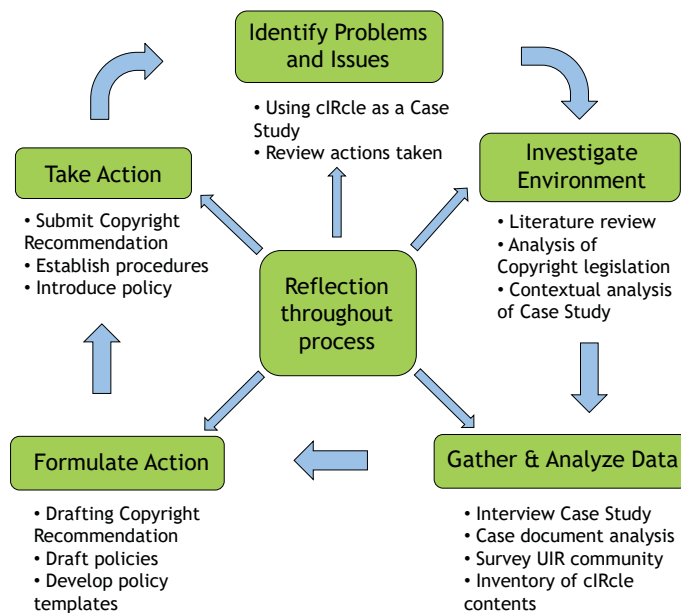 Identify Problems
and Issues
• Using cIRcle as a Case
Study
• Review actions taken
Investigate
Environment
• Literature review
• Analysis of
Copyright legislation
• Contextual analysis
of Case Study
Gather & Analyze Data
• Interview Case Study
• Case document analysis
• Survey UIR community
• Inventory of cIRcle
contents
Formulate Action
• Drafting Copyright
Recommendation
• Draft policies
• Develop policy
templates
Take Action
• Submit Copyright
Recommendation
• Establish procedures
• Introduce policy
Reflection
throughout
process